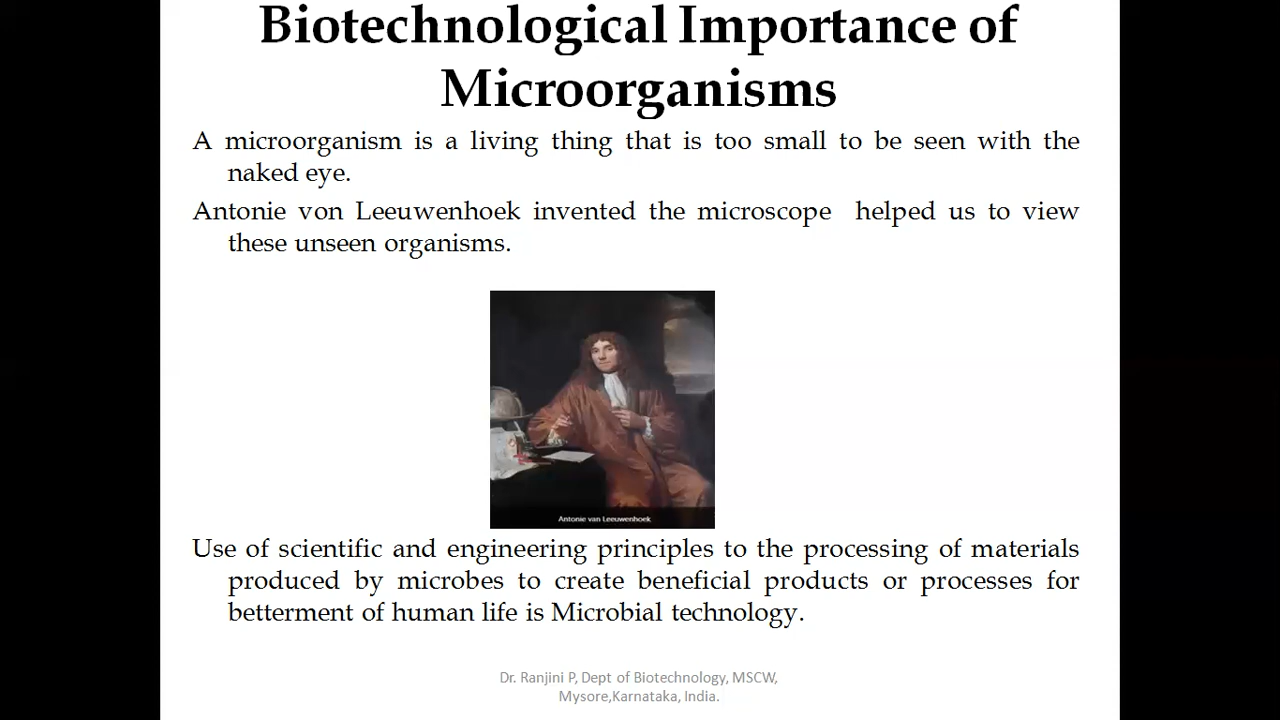 Biotechnological Importance of
Microorganisms
A microorganism is a living thing that is too small to be seen with the
naked eye.
Antonie von Leeuwenhoek invented the microscope helped us to view
these unseen organisms.
Antonie van Leeuwenhoek
Use of scientific and engineering principles to the processing of materials
produced by microbes to create beneficial products or processes for
betterment of human life is Microbial technology.
Dr. Ranjini P, Dept of Biotechnology, MSCW,
Mysore,Karnataka, India.